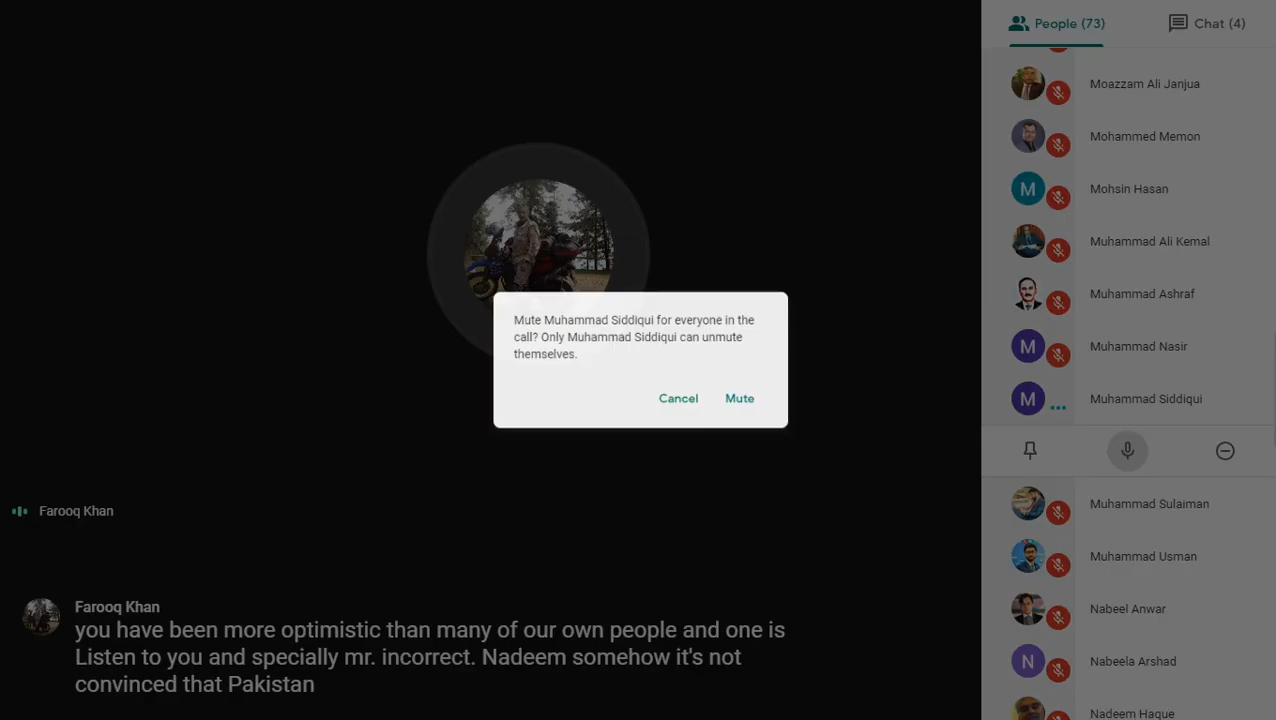 People (73)
Chat (4)
Moazzam Ali Janjua
Mohammed Memon
Mohsin Hasan
M
Muhammad Ali Kemal
Muhammad Ashraf
Muhammad Nasir
M
Muhammad Siddiqui
M
Mute Muhammad Siddiqui for everyone in the
call? Only Muhammad Siddiqui can unmute
themselves.
Cancel
Mute
Muhammad Sulaiman
Muhammad Usman
Nabeel Anwar
Nabeela Arshad
N
Nadeem Haque
Farooq Khan
Farooq Khan
you have been more optimistic than many of our own people and one is
Listen to you and specially mr. incorrect. Nadeem somehow it's not
convinced that Pakistan